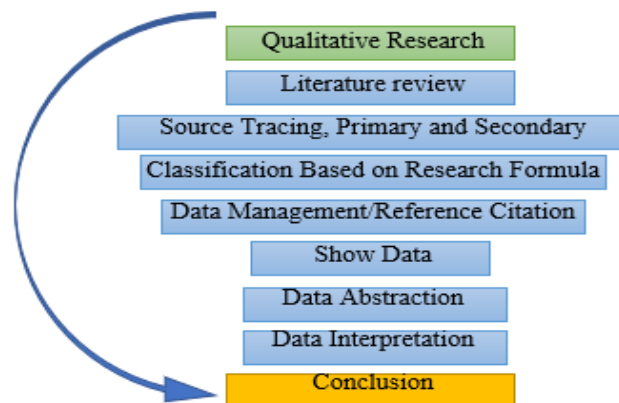 Qualitative Research
Literature review
Source Tracing, Primary and Secondary
Classification Based on Research Formula
Data Management/Reference Citation
Show Data
Data Abstraction
Data Interpretation
Conclusion